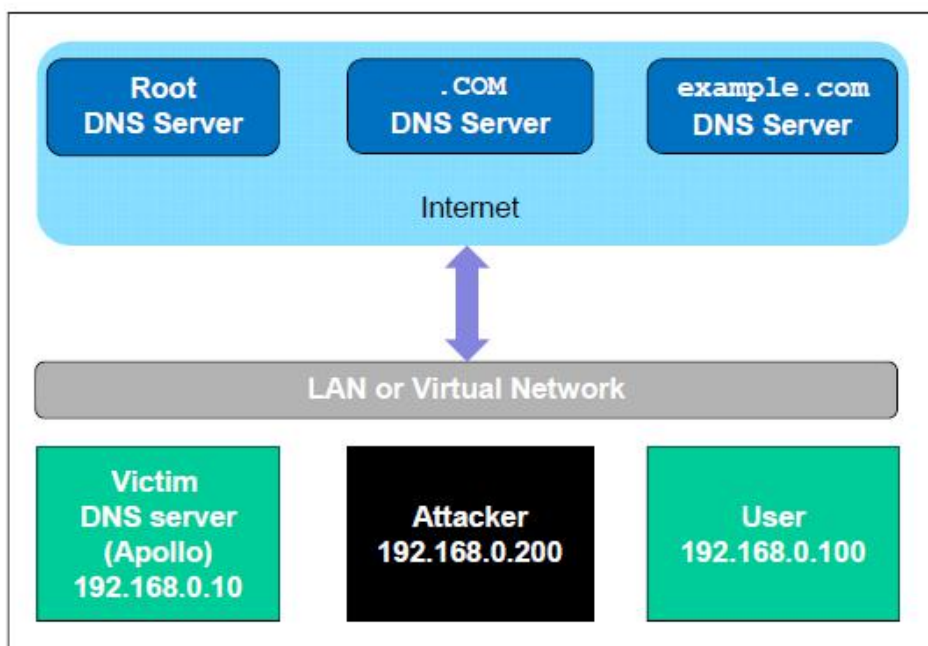 Root
DNS Server
.COM
DNS Server
example.com
DNS Server
Internet
LAN or Virtual Network
Victim
DNS server
(Apollo)
192.168.0.10
Attacker
192.168.0.200
User
192.168.0.100